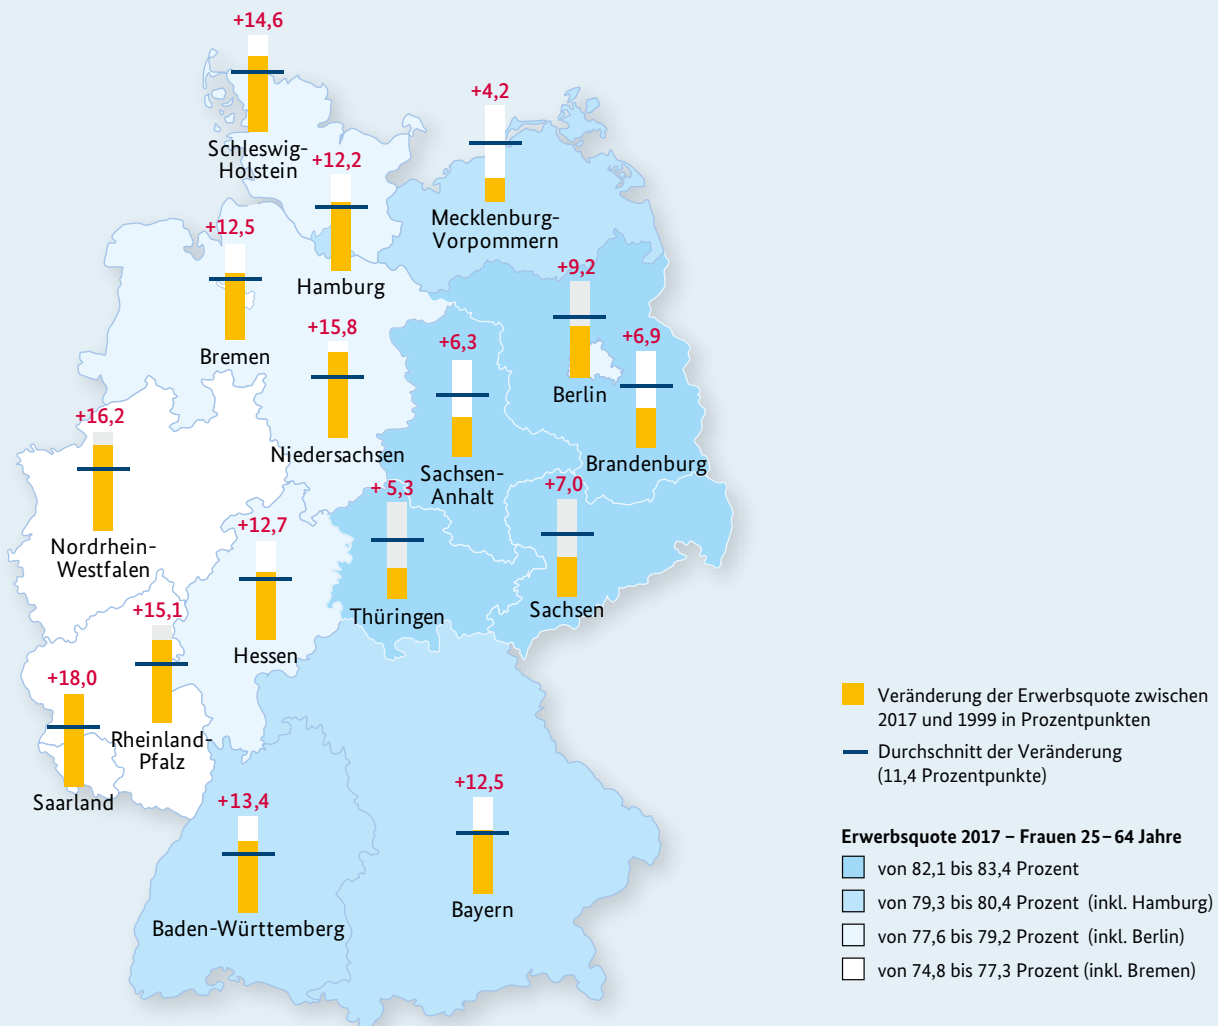 +14,6
Schleswig-
Holstein
+4,2
Mecklenburg-
Vorpommern
+12,2
Hamburg
+12,5
Bremen
+9,2
Berlin
+15,8
Niedersachsen
+6,3
Sachsen-
Anhalt
+6,9
Brandenburg
+16,2
Nordrhein-
Westfalen
+ 5,3
Thüringen
+7,0
Sachsen
+12,7
Hessen
+15,1
Rheinland-
Pfalz
+18,0
Saarland
+13,4
Baden-Württemberg
+12,5
Bayern
Veränderung der Erwerbsquote zwischen
2017 und 1999 in Prozentpunkten
Durchschnitt der Veränderung
(11,4 Prozentpunkte)
Erwerbsquote 2017 – Frauen 25–64 Jahre
von 82,1 bis 83,4 Prozent
von 79,3 bis 80,4 Prozent (inkl. Hamburg)
von 77,6 bis 79,2 Prozent (inkl. Berlin)
von 74,8 bis 77,3 Prozent (inkl. Bremen)